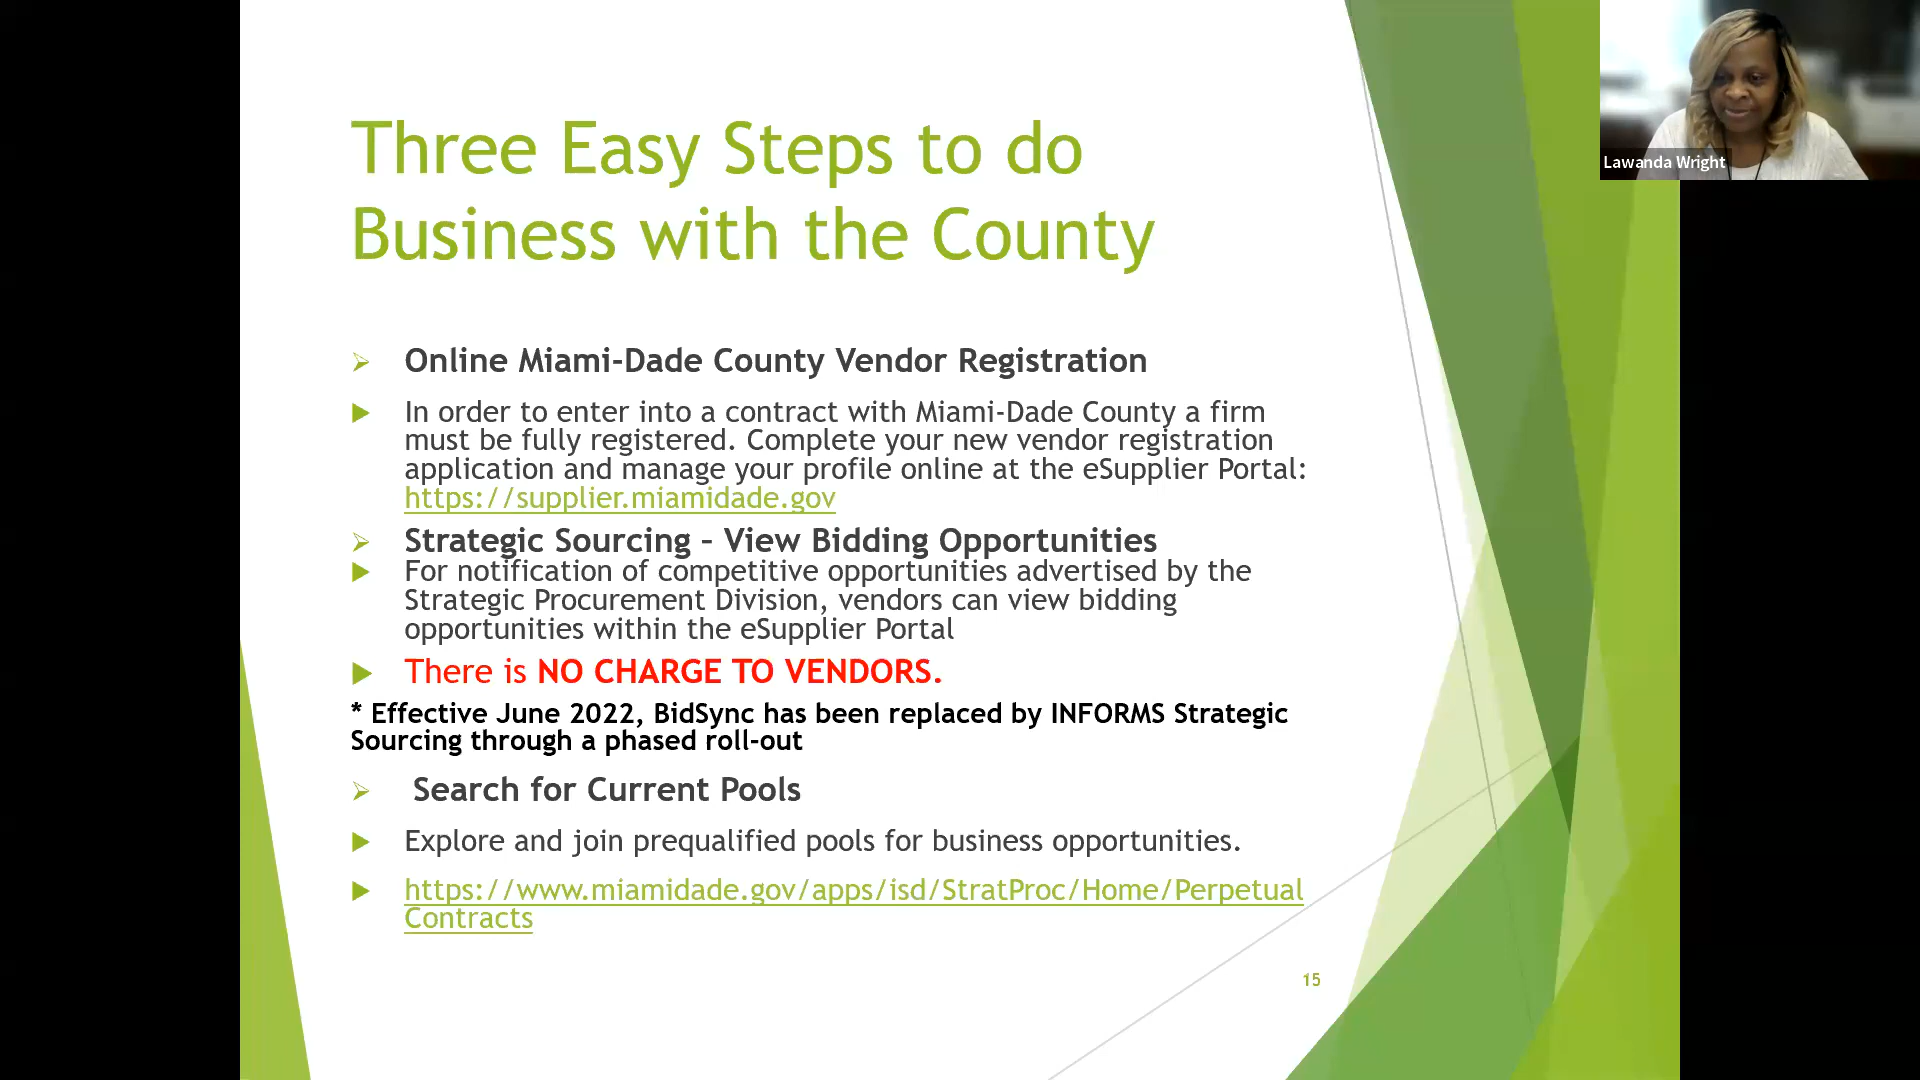 Three Easy Steps to do
Business with the County
Lawanda Wright
Online Miami-Dade County Vendor Registration
In order to enter into a contract with Miami-Dade County a firm
must be fully registered. Complete your new vendor registration
application and manage your profile online at the eSupplier Portal:
https://supplier.miamidade.gov
Strategic Sourcing – View Bidding Opportunities
For notification of competitive opportunities advertised by the
Strategic Procurement Division, vendors can view bidding
opportunities within the eSupplier Portal
There is NO CHARGE TO VENDORS.
* Effective June 2022, BidSync has been replaced by INFORMS Strategic
Sourcing through a phased roll-out
Search for Current Pools
Explore and join prequalified pools for business opportunities.
https://www.miamidade.gov/apps/isd/StratProc/Home/Perpetual
Contracts
15